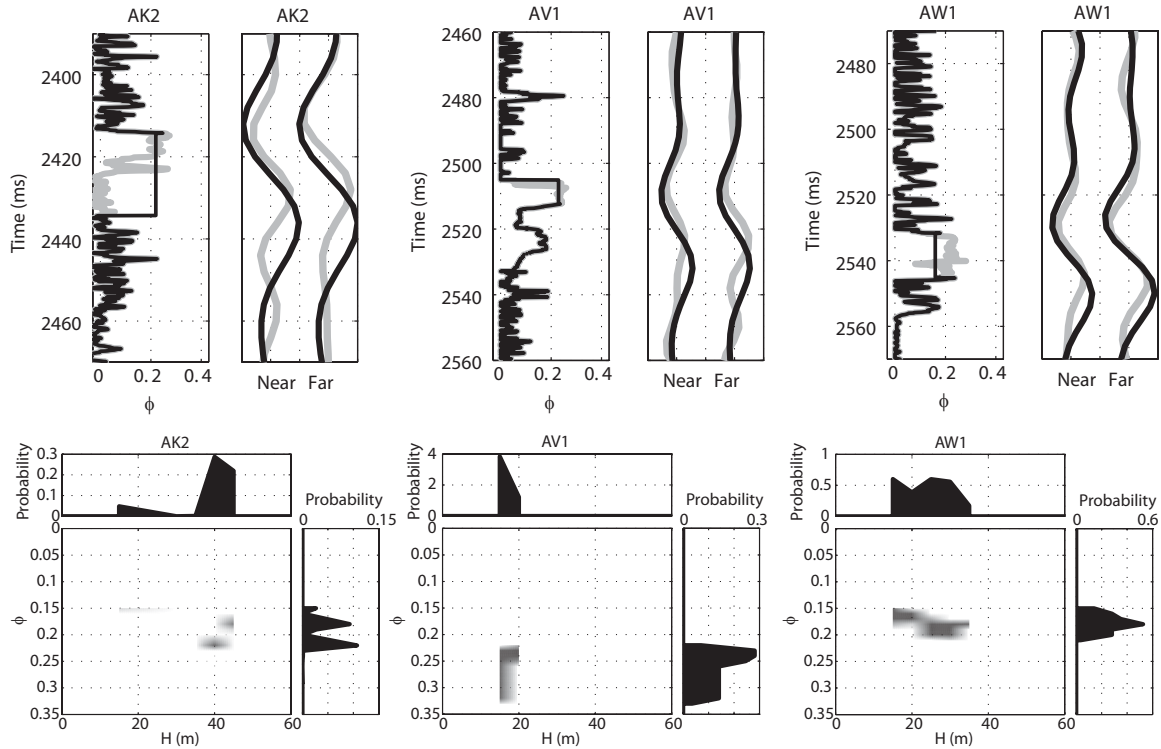 AK2 AK2 AV1 AV1 AW1 AW1
Time (ms) 2400 2420 2440 2460
0 0.2 0.4
ϕ
Near Far
Time (ms) 2460 2480 2500 2520 2540 2560
0 0.2 0.4
ϕ
Near Far
Time (ms) 2480 2500 2520 2540 2560
0 0.2 0.4
ϕ
Near Far
AK2
Probability 0.3 0.2 0.1 0
Probability
0 0.15
ϕ 0 0.05 0.1 0.15 0.2 0.25 0.3 0.35
0 20 40 60
H (m)
AV1
Probability 4 2 0
Probability
0 0.3
ϕ 0 0.05 0.1 0.15 0.2 0.25 0.3 0.35
0 20 40 60
H (m)
AW1
Probability 1 0.5 0
Probability
0 0.6
ϕ 0 0.05 0.1 0.15 0.2 0.25 0.3 0.35
0 20 40 60
H (m)